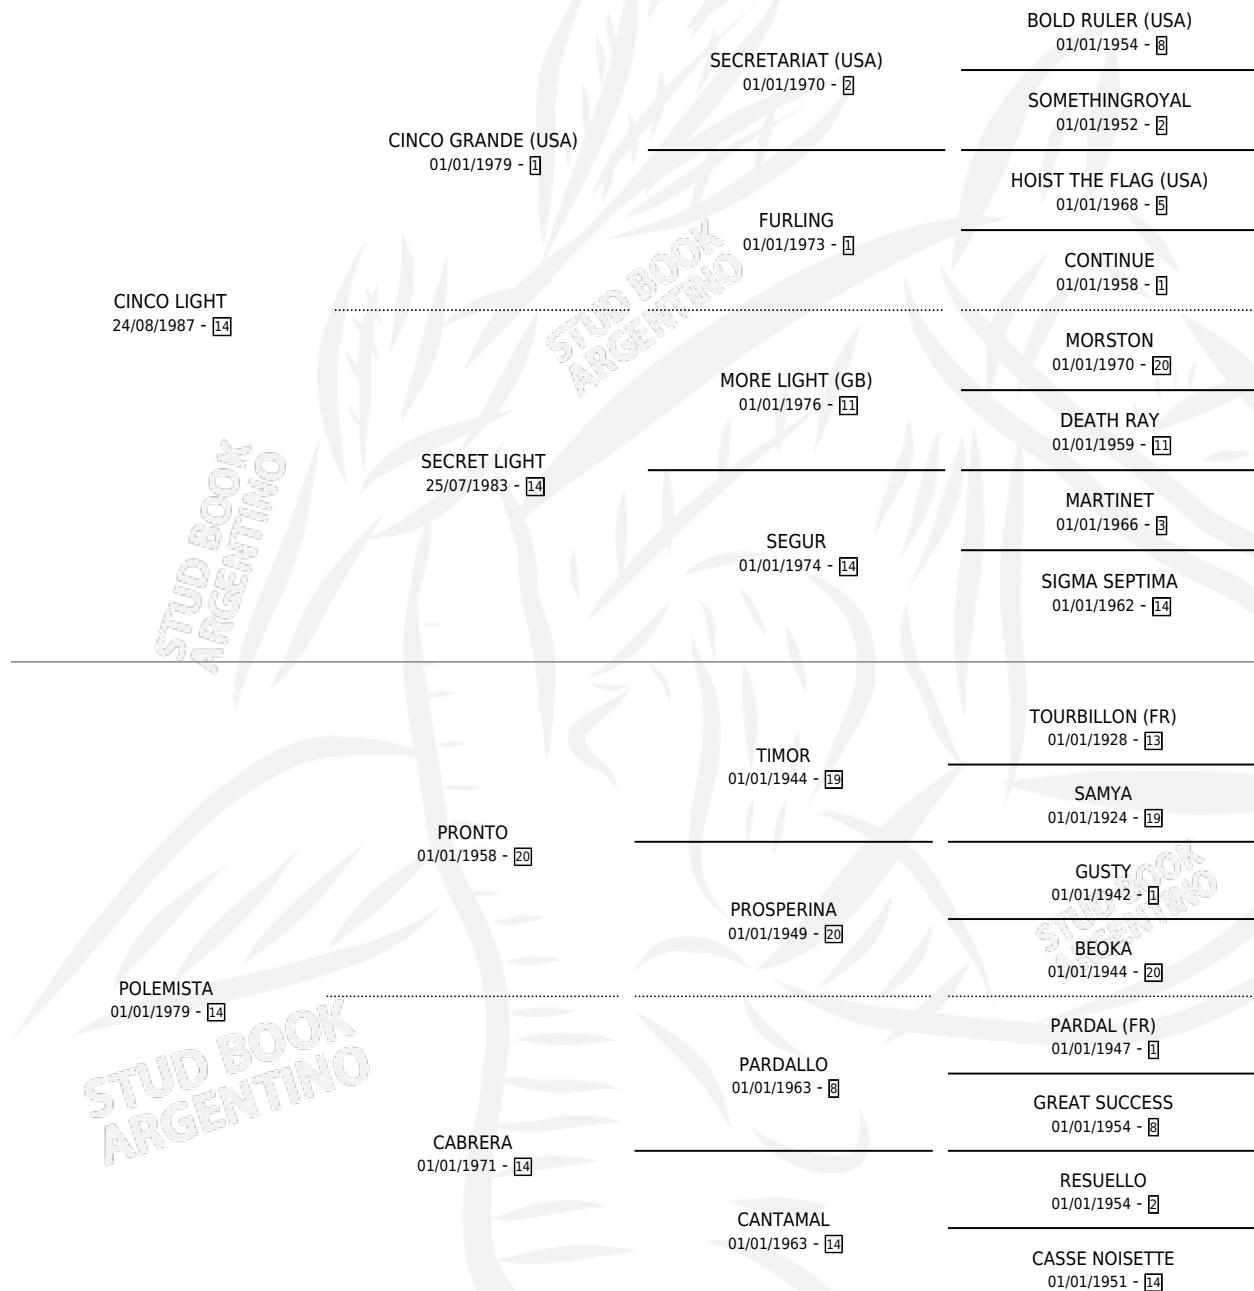 BOLD RULER (USA)
01/01/1954 - 8
SECRETARIAT (USA)
01/01/1970 - 2
SOMETHINGROYAL
01/01/1952 - 2
CINCO GRANDE (USA)
01/01/1979 - 1
HOIST THE FLAG (USA)
01/01/1968 - 5
FURLING
01/01/1973 - 1
CONTINUE
01/01/1958 - 1
CINCO LIGHT
24/08/1987 - 14
STUD BOOK
ARGENTINO
MORSTON
01/01/1970 - 20
MORE LIGHT (GB)
01/01/1976 - 11
DEATH RAY
01/01/1959 - 11
SECRET LIGHT
25/07/1983 - 14
MARTINET
01/01/1966 - 3
SEGUR
01/01/1974 - 14
SIGMA SEPTIMA
01/01/1962 - 14
STUD BOOK
ARGENTINO
TOURBILLON (FR)
01/01/1928 - 13
TIMOR
01/01/1944 - 19
SAMYA
01/01/1924 - 19
PRONTO
01/01/1958 - 20
GUSTY
01/01/1942 - 1
PROSPERINA
01/01/1949 - 20
BEOKA
01/01/1944 - 20
STUD BOOK
ARGENTINO
POLEMISTA
01/01/1979 - 14
STUD BOOK
ARGENTINO
PARDAL (FR)
01/01/1947 - 1
PARDALLO
01/01/1963 - 8
GREAT SUCCESS
01/01/1954 - 8
CABRERA
01/01/1971 - 14
RESUELLO
01/01/1954 - 2
CANTAMAL
01/01/1963 - 14
CASSE NOISETTE
01/01/1951 - 14